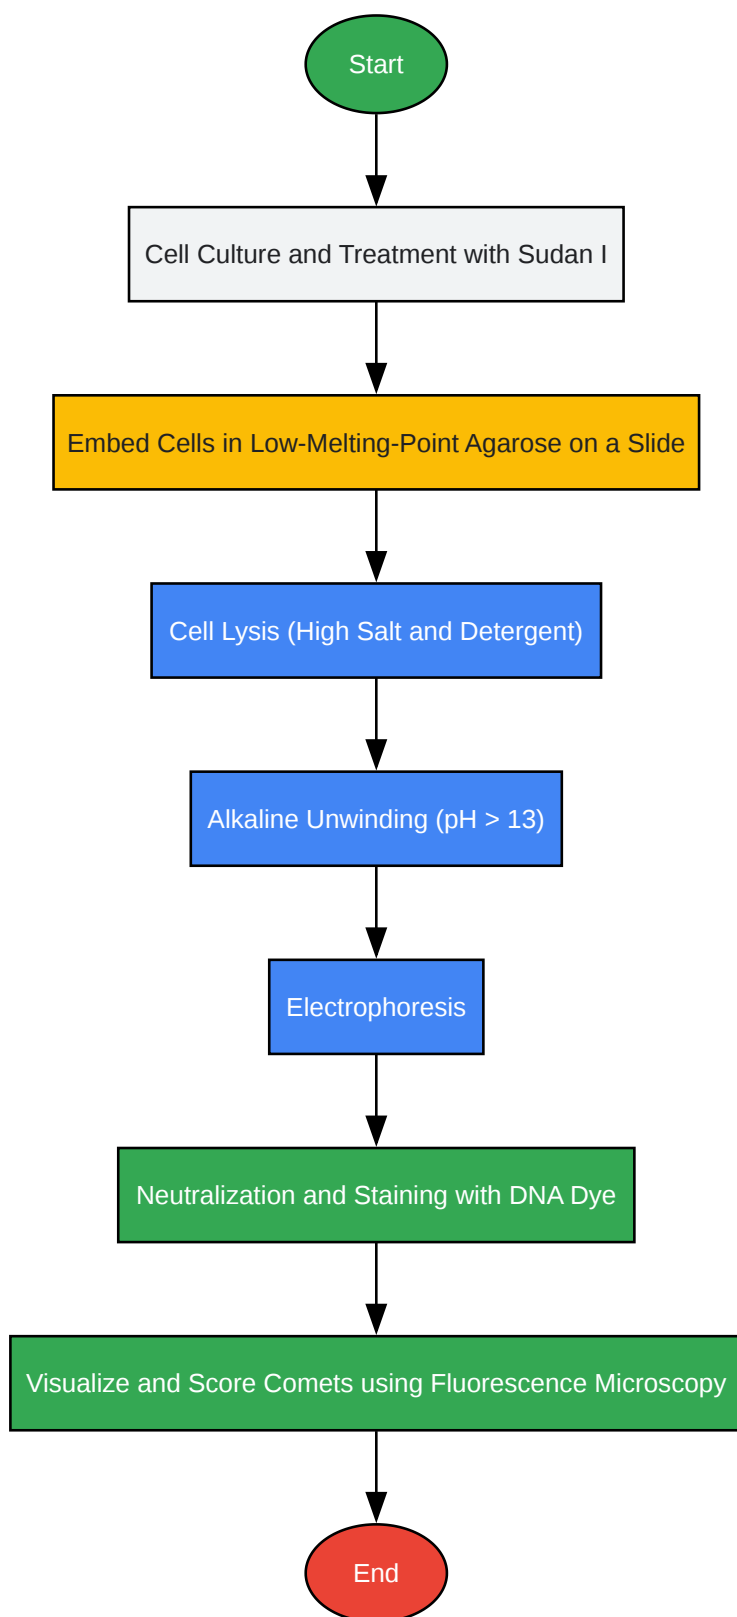 Start
Cell Culture and Treatment with Sudan I
Embed Cells in Low-Melting-Point Agarose on a Slide
Cell Lysis (High Salt and Detergent)
Alkaline Unwinding (pH > 13)
Electrophoresis
Neutralization and Staining with DNA Dye
Visualize and Score Comets using Fluorescence Microscopy
End